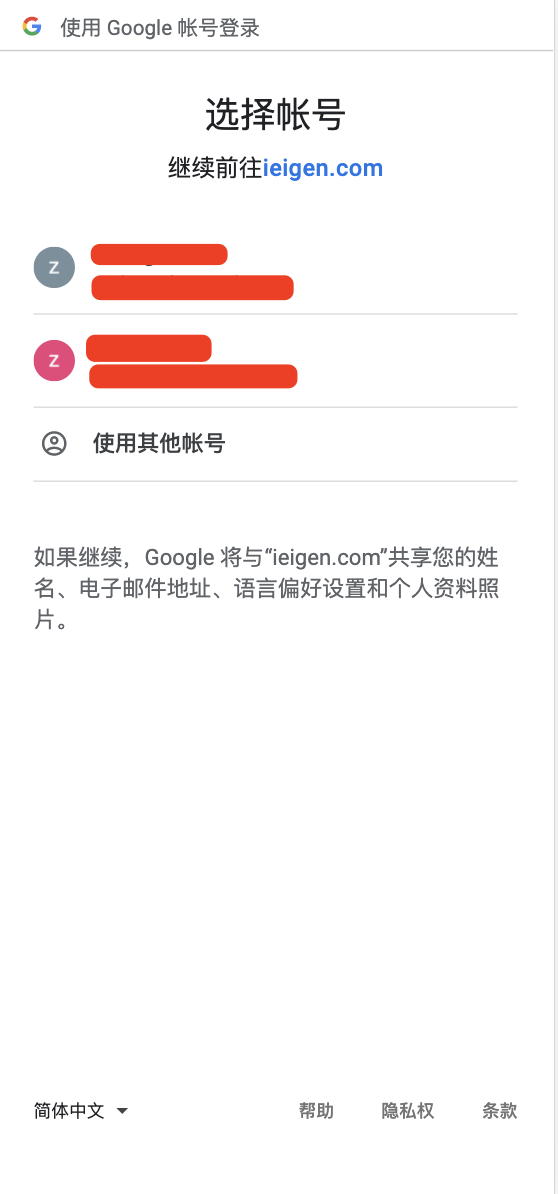 使用 Google 帐号登录
选择帐号
继续前往ieigen.com
Z
Z
使用其他帐号
如果继续，Google 将与“ieigen.com”共享您的姓
名、电子邮件地址、语言偏好设置和个人资料照
片。
简体中文 帮助 隐私权 条款